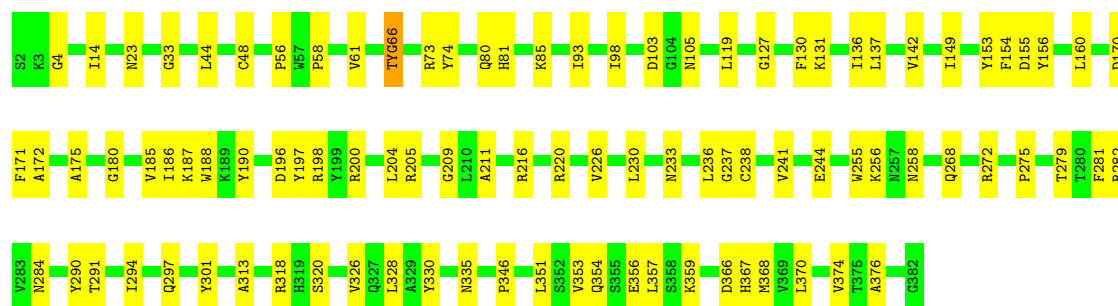 S2 K3 G4 I14 N23 G33 L44 C48 P56 W57 P58 V61 TYG66 R73 Y74 Q80 H81 K85 I93 I98 D103 G104 N105 L119 G127 F130 K131 I136 L137 V142 I149 Y153 F154 D155 Y156 L160 D170
F171 A172 A175 G180 V185 I186 K187 W188 K189 Y190 D196 Y197 R198 Y199 R200 L204 R205 G209 L210 A211 R216 R220 V226 L230 N233 L236 G237 C238 V241 E244 W255 K256 N257 N258 Q268 R272 P275 T279 T280 F281
V283 N284 Y290 T291 I294 Q297 Y301 A313 R318 H319 S320 V326 Q327 L328 A329 Y330 N335 P346 L351 S352 V353 Q354 S355 E356 L357 S358 K359 D366 H367 M368 V369 L370 V374 T375 A376 G382